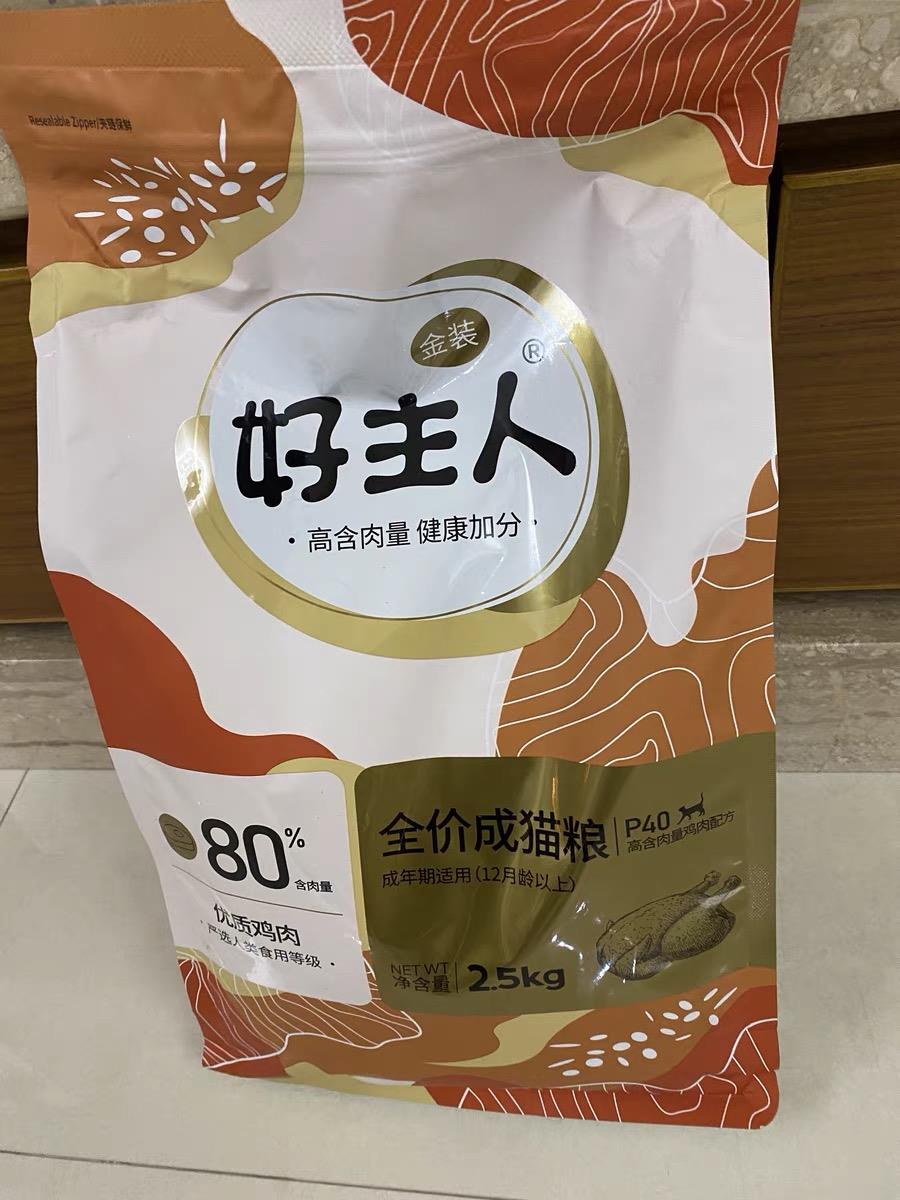 Resealable Zipper/夹链保鲜
金装
®
好主人
·高含肉量 健康加分·
80%
含肉量
优质鸡肉
·严选人类食用等级·
全价成猫粮
P40
高含肉量鸡肉配方
成年期适用(12月龄以上)
NET WT
净含量
2.5kg